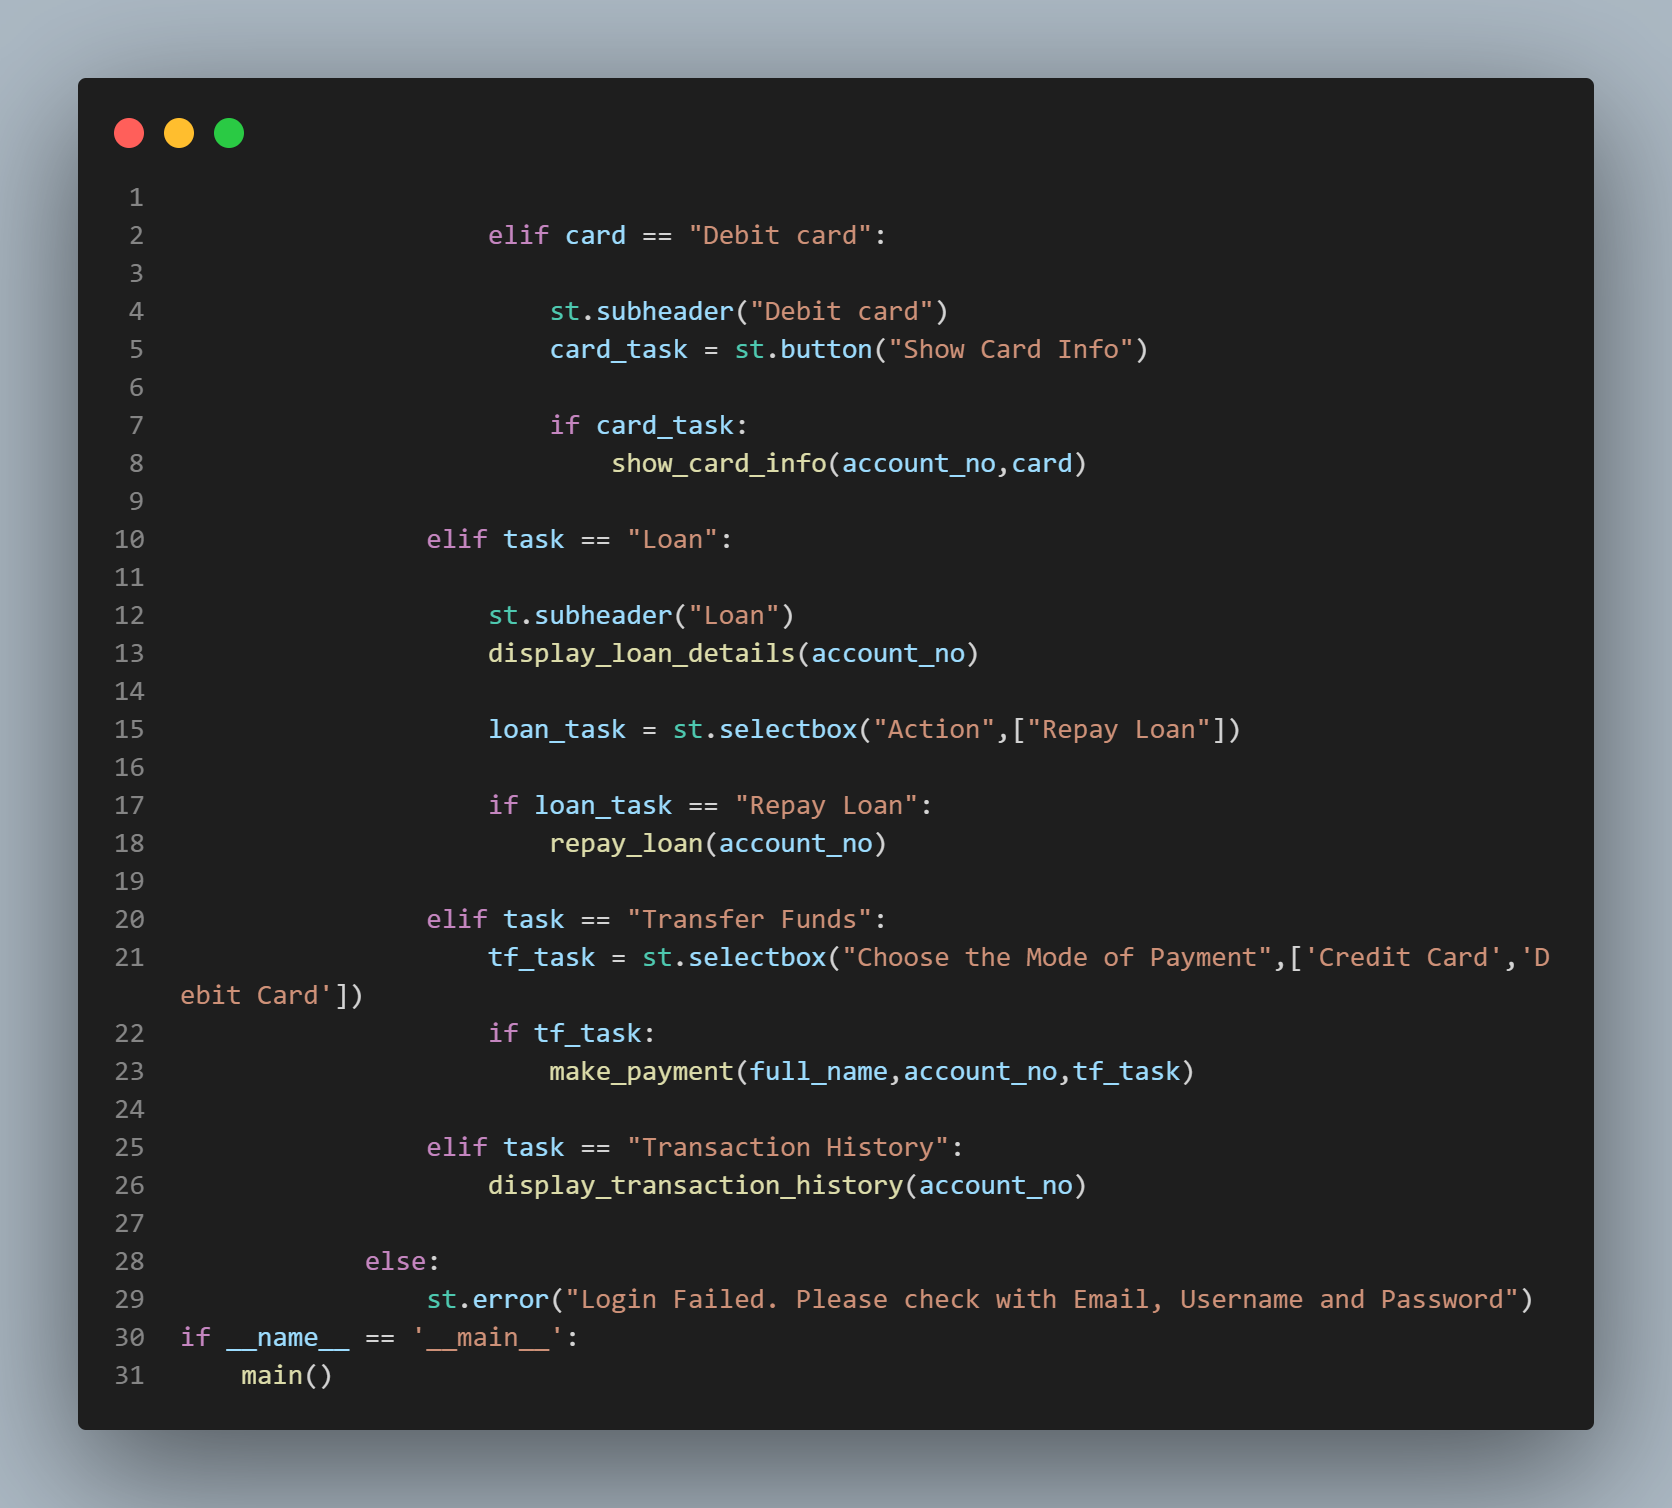 1
2                     elif card == "Debit card":
3
4                         st.subheader("Debit card")
5                         card_task = st.button("Show Card Info")
6
7                         if card_task:
8                             show_card_info(account_no,card)
9
10                 elif task == "Loan":
11
12                     st.subheader("Loan")
13                     display_loan_details(account_no)
14
15                     loan_task = st.selectbox("Action",["Repay Loan"])
16
17                     if loan_task == "Repay Loan":
18                         repay_loan(account_no)
19
20                 elif task == "Transfer Funds":
21                     tf_task = st.selectbox("Choose the Mode of Payment",['Credit Card','D
ebit Card'])
22                     if tf_task:
23                         make_payment(full_name,account_no,tf_task)
24
25                 elif task == "Transaction History":
26                     display_transaction_history(account_no)
27
28             else:
29                 st.error("Login Failed. Please check with Email, Username and Password")
30 if __name__ == '__main__':
31     main()